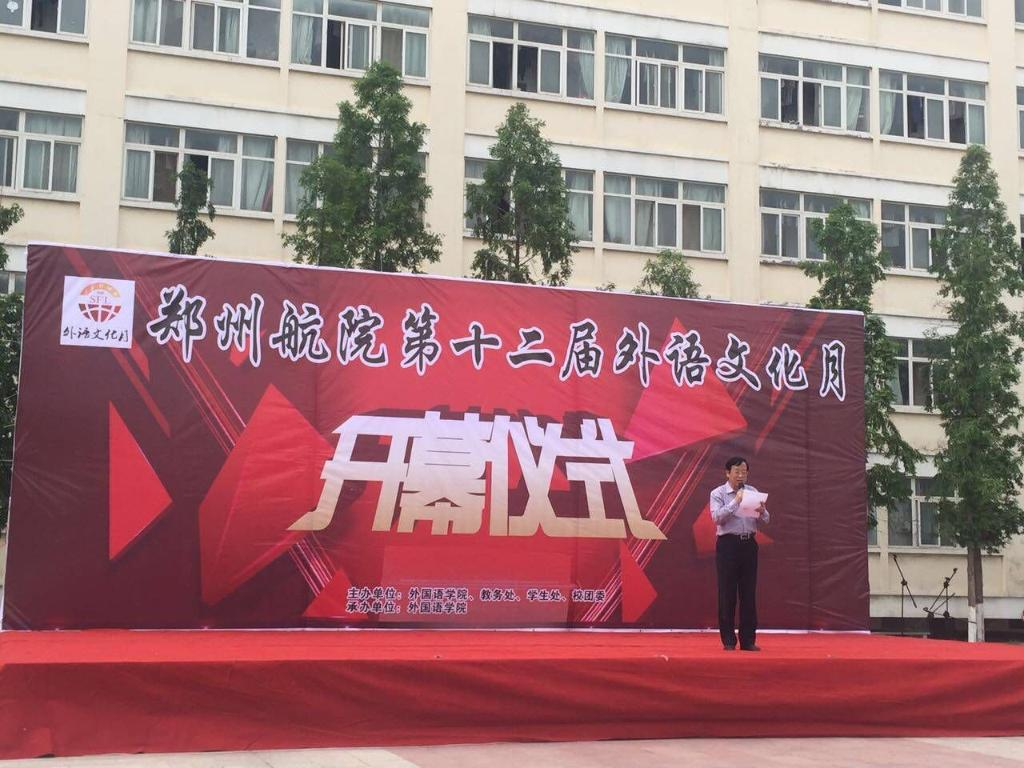 SFL
外语文化月
郑州航院第十二届外语文化月
开幕仪式
主办单位：外国语学院、教务处、学生处、校团委
承办单位：外国语学院